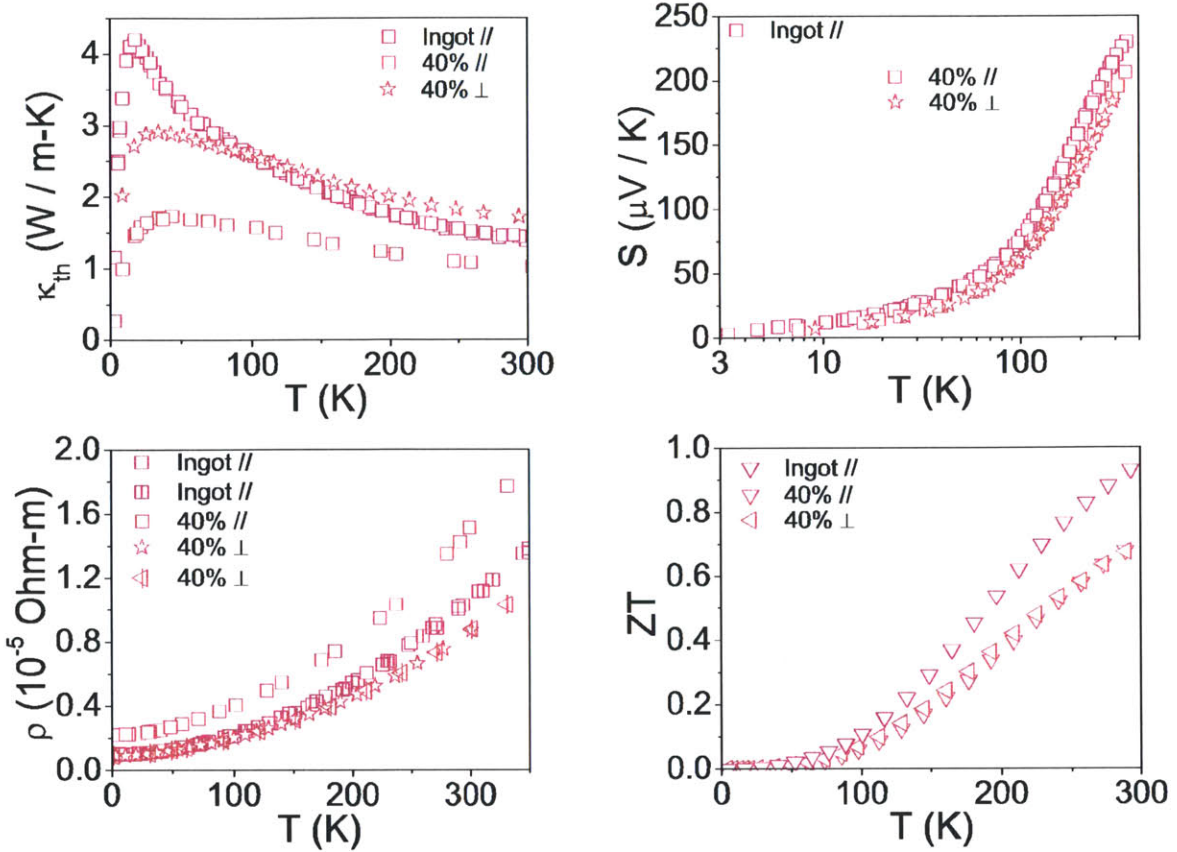 κth (W / m-K)
4
3
2
1
0
Ingot //
40% //
40% ⊥
0 100 200 300
T (K)
S (μV / K)
250
200
150
100
50
0
Ingot //
40% //
40% ⊥
3 10 100
T (K)
ρ (10-5 Ohm-m)
2.0
1.6
1.2
0.8
0.4
0.0
Ingot //
Ingot //
40% //
40% ⊥
40% ⊥
0 100 200 300
T (K)
ZT
1.0
0.8
0.6
0.4
0.2
0.0
Ingot //
40% //
40% ⊥
0 100 200 300
T (K)